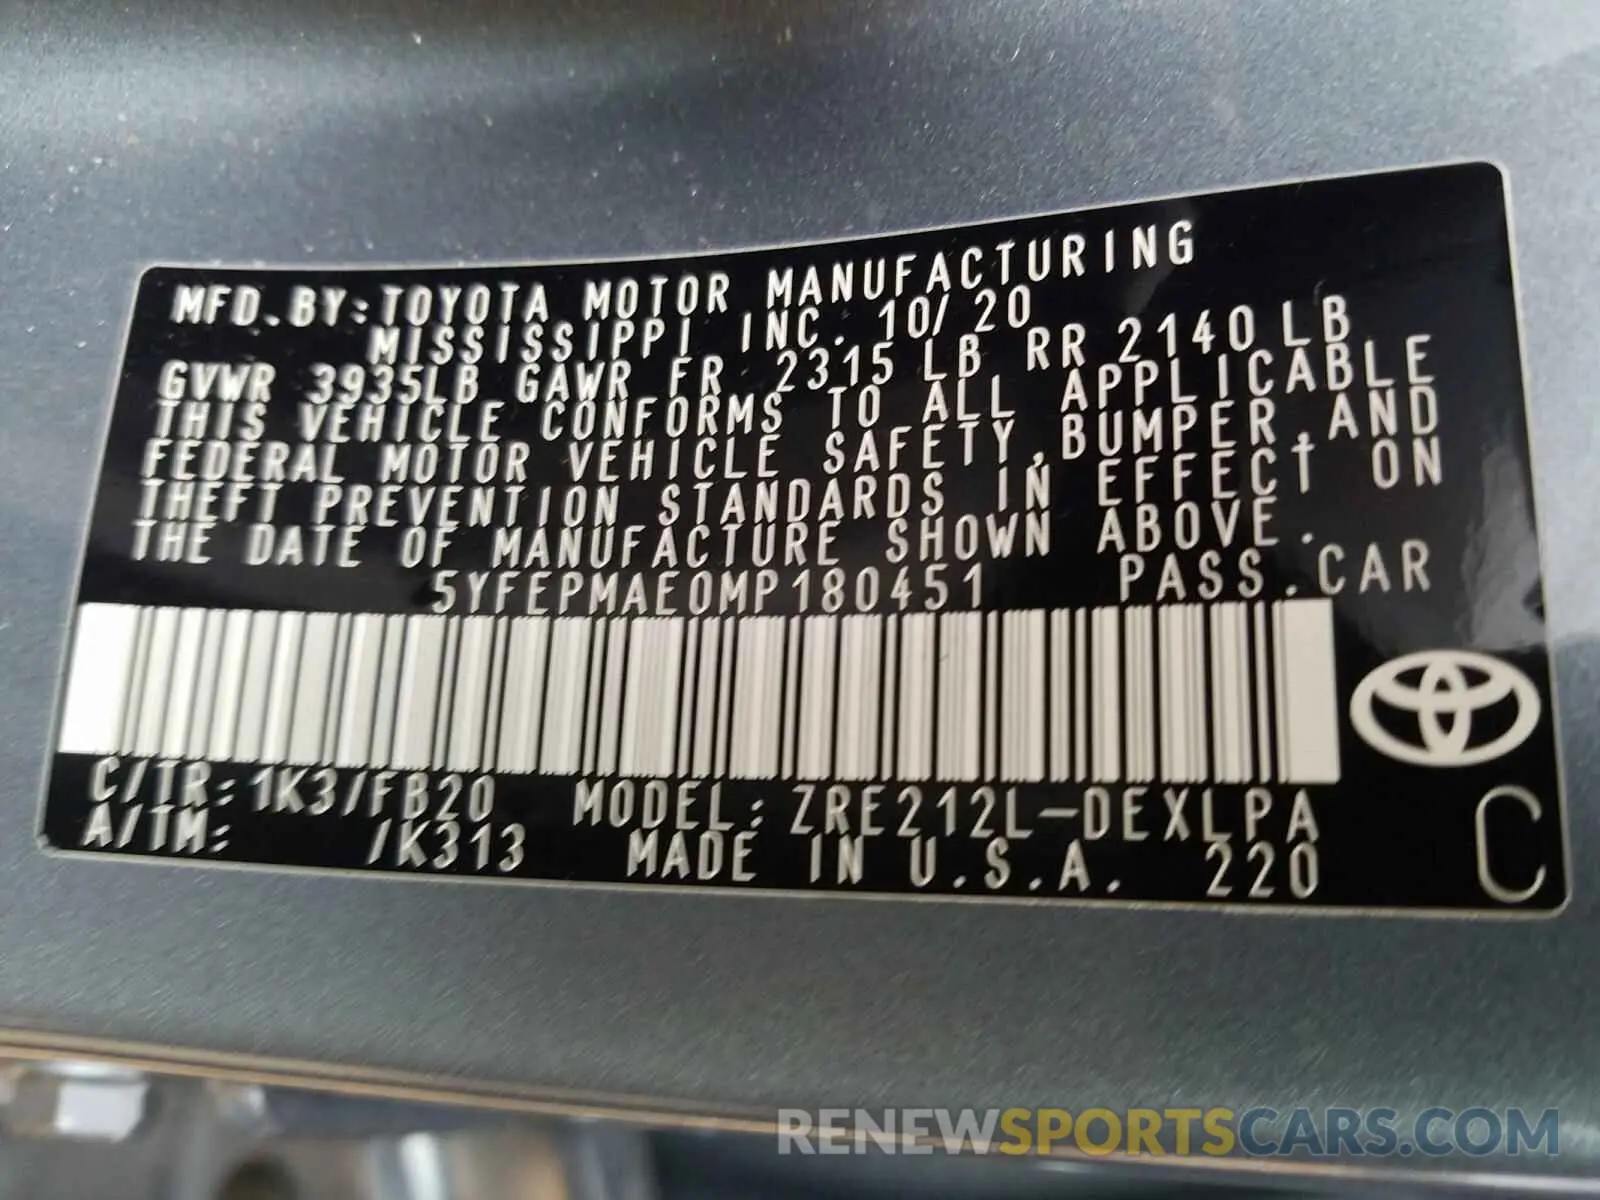 MFD.BY:TOYOTA MOTOR MANUFACTURING
MISSISSIPPI INC. 10/20
GVWR 3935LB GAWR FR 2315 LB RR 2140 LB
THIS VEHICLE CONFORMS TO ALL APPLICABLE
FEDERAL MOTOR VEHICLE SAFETY,BUMPER,AND
THEFT PREVENTION STANDARDS IN EFFECT ON
THE DATE OF MANUFACTURE SHOWN ABOVE.
5YFEPMAE0MP180451 PASS.CAR
C/TR:1K3/FB20 MODEL:ZRE212L-DEXLPA
A/TM: /K313 MADE IN U.S.A. 220
C
RENEWSPORTSCARS.COM